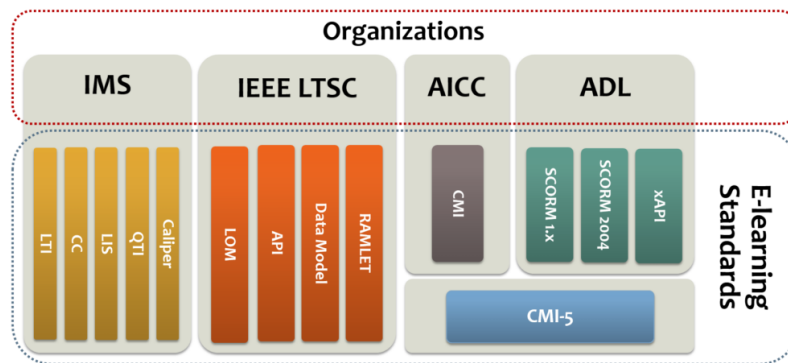 Organizations
IMS
IEEE LTSC
AICC
ADL
LTI
CC
LIS
QTI
Caliper
LOM
API
Data Model
RAMLET
CMI
SCORM 1.x
SCORM 2004
xAPI
CMI-5
E-learning
Standards